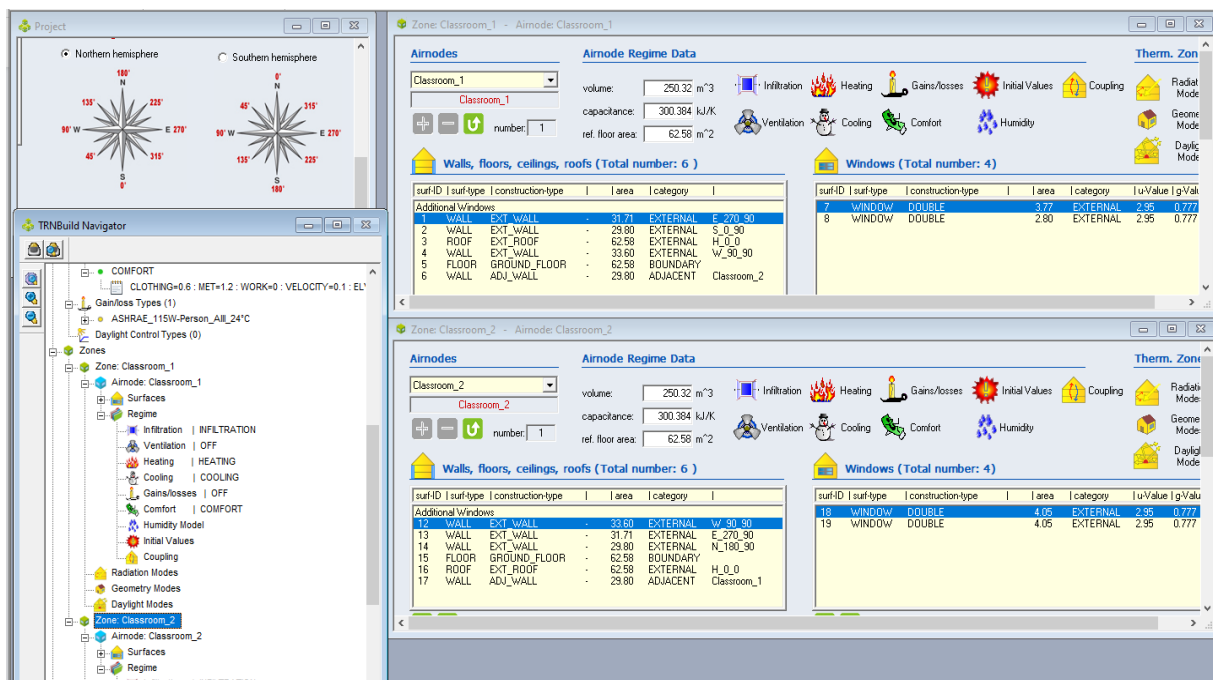 Project
Northern hemisphere
Southern hemisphere
180'
N
135'
225'
90' W
E 270'
45'
315'
S
0'
0'
N
45'
315'
90' W
E 270'
135'
225'
S
180'
TRNBuild Navigator
COMFORT
CLOTHING=0.6 : MET=1.2 : WORK=0 : VELOCITY=0.1 :
Gain/loss Types (1)
ASHRAE_115W-Person_AIll_24°C
Daylight Control Types (0)
Zones
Zone: Classroom_1
Airnode: Classroom_1
Surfaces
Regime
Infiltration | INFILTRATION
Ventilation | OFF
Heating | HEATING
Cooling | COOLING
Gains/losses | OFF
Comfort | COMFORT
Humidity Model
Initial Values
Coupling
Radiation Modes
Geometry Modes
Daylight Modes
Zone: Classroom_2
Airnode: Classroom_2
Surfaces
Regime
Zone: Classroom_1 - Airnode: Classroom_1
Airnodes
Airnode Regime Data
Therm. Zon
Classroom_1
Classroom_1
number: 1
volume: 250.32 m^3
capacitance: 300.384 kJ/K
ref. floor area: 62.58 m^2
Infiltration Heating Gains/losses Initial Values Coupling
Ventilation Cooling Comfort Humidity
Radiat
Mode
Geome
Mode
Daylig
Mode
Walls, floors, ceilings, roofs (Total number: 6 )
surf-ID | surf-type | construction-type | | area | category |
Additional Windows
1 WALL EXT_WALL - 31.71 EXTERNAL E_270_90
2 WALL EXT_WALL - 29.80 EXTERNAL S_0_90
3 ROOF EXT_ROOF - 62.58 EXTERNAL H_0_0
4 WALL EXT_WALL - 33.60 EXTERNAL W_90_90
5 FLOOR GROUND_FLOOR - 62.58 BOUNDARY
6 WALL ADJ_WALL - 29.80 ADJACENT Classroom_2
Windows (Total number: 4)
surf-ID | surf-type | construction-type | | area | category | u-Value | g-Val
7 WINDOW DOUBLE 3.77 EXTERNAL 2.95 0.777
8 WINDOW DOUBLE 2.80 EXTERNAL 2.95 0.777
Zone: Classroom_2 - Airnode: Classroom_2
Airnodes
Airnode Regime Data
Therm. Zone
Classroom_2
Classroom_2
number: 1
volume: 250.32 m^3
capacitance: 300.384 kJ/K
ref. floor area: 62.58 m^2
Infiltration Heating Gains/losses Initial Values Coupling
Ventilation Cooling Comfort Humidity
Radiati
Mode
Geome
Mode
Daylig
Mode
Walls, floors, ceilings, roofs (Total number: 6 )
surf-ID | surf-type | construction-type | | area | category |
Additional Windows
12 WALL EXT_WALL - 33.60 EXTERNAL W_90_90
13 WALL EXT_WALL - 31.71 EXTERNAL E_270_90
14 WALL EXT_WALL - 29.80 EXTERNAL N_180_90
15 FLOOR GROUND_FLOOR - 62.58 BOUNDARY
16 ROOF EXT_ROOF - 62.58 EXTERNAL H_0_0
17 WALL ADJ_WALL - 29.80 ADJACENT Classroom_1
Windows (Total number: 4)
surf-ID | surf-type | construction-type | | area | category | u-Value | g-Val
18 WINDOW DOUBLE 4.05 EXTERNAL 2.95 0.777
19 WINDOW DOUBLE 4.05 EXTERNAL 2.95 0.777